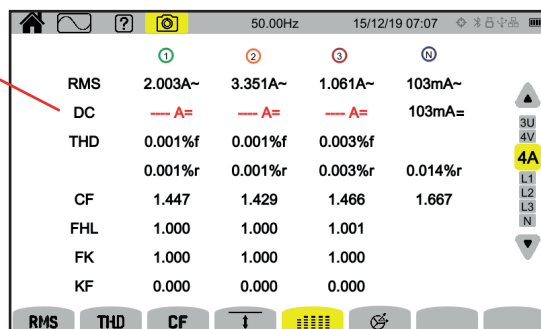 ? 50.00Hz 15/12/19 07:07
1 2 3 N
RMS 2.003A~ 3.351A~ 1.061A~ 103mA~
DC ---- A= ---- A= ---- A= 103mA=
THD 0.001%f 0.001%f 0.003%f
0.001%r 0.001%r 0.003%r 0.014%r
CF 1.447 1.429 1.466 1.667
FHL 1.000 1.000 1.001
FK 1.000 1.000 1.000
KF 0.000 0.000 0.000
3U
4V
4A
L1
L2
L3
N
RMS THD CF